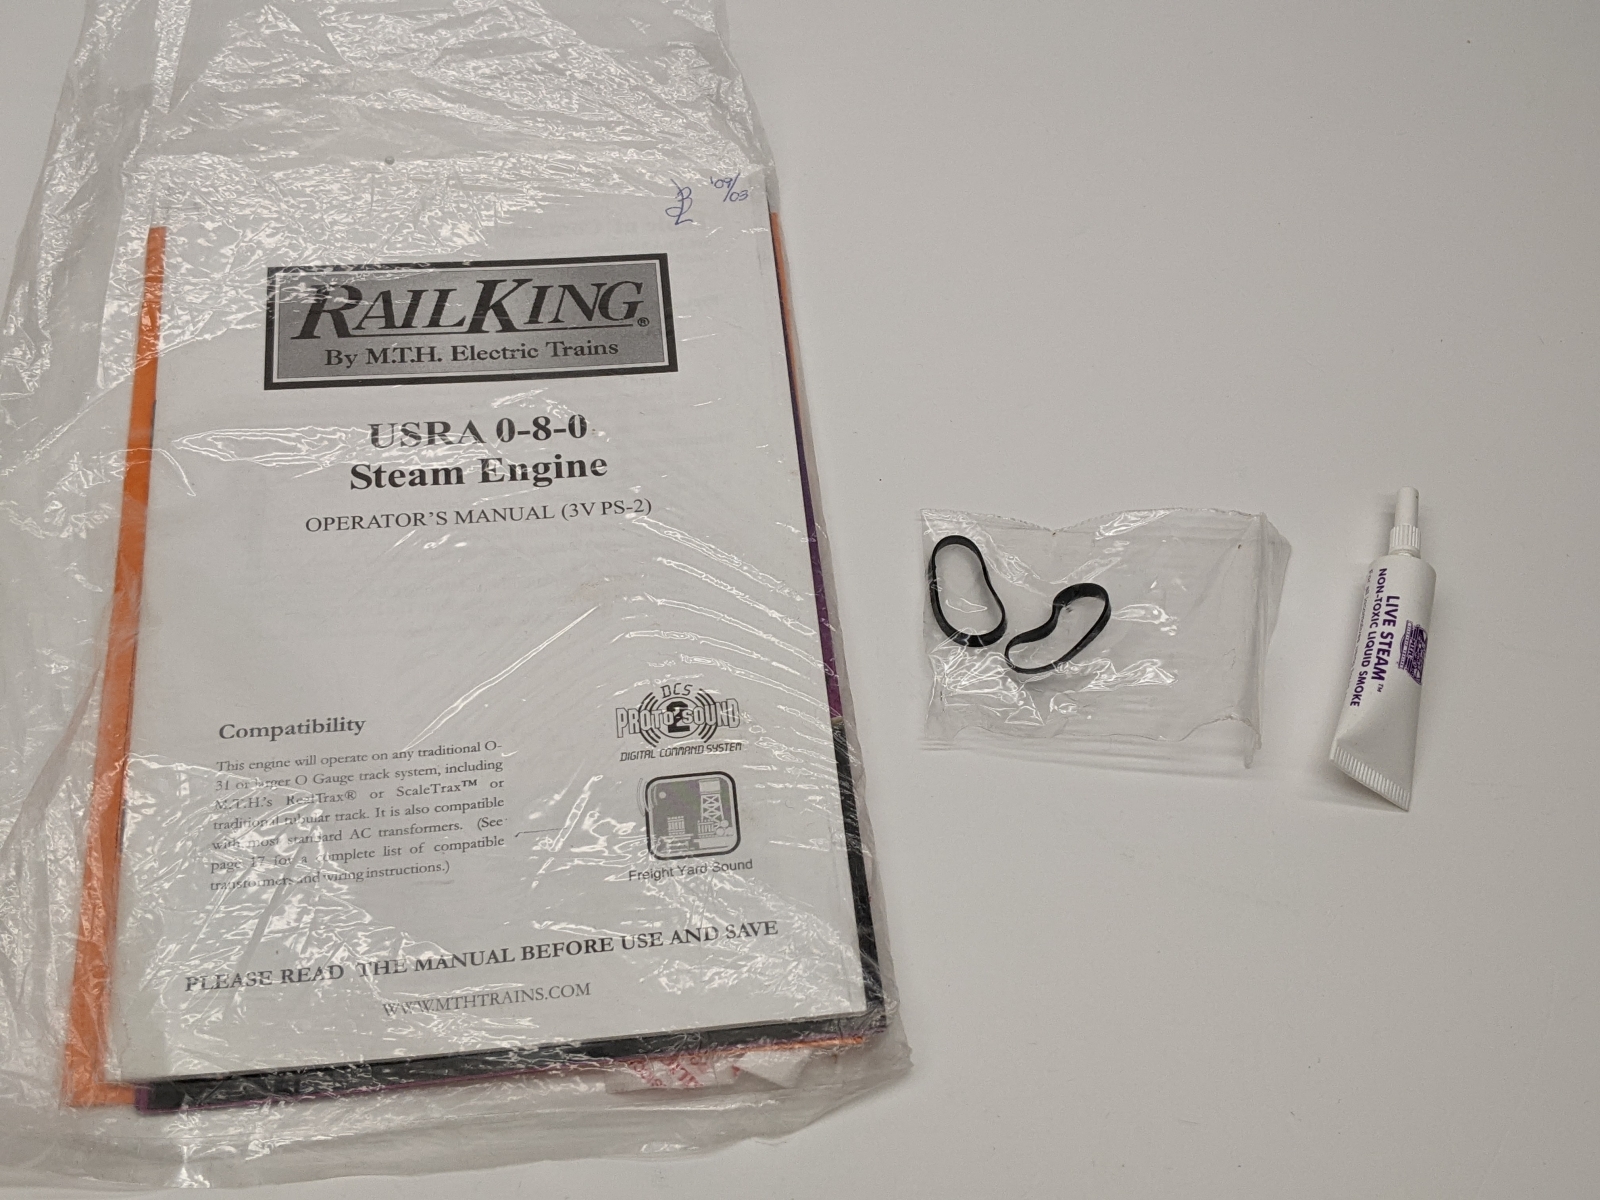 '09/03
RAILKING®
By M.T.H. Electric Trains
USRA 0-8-0
Steam Engine
OPERATOR'S MANUAL (3V PS-2)
Compatibility
This engine will operate on any traditional O-
31 or larger O Gauge track system, including
M.T.H.'s RealTrax® or ScaleTrax™ or
traditional tubular track. It is also compatible
with most standard AC transformers. (See
page 17 for a complete list of compatible
transformers and wiring instructions.)
DCS
PROTO-SOUND 2
DIGITAL COMMAND SYSTEM
Freight Yard Sound
PLEASE READ THE MANUAL BEFORE USE AND SAVE
WWW.MTHTRAINS.COM
LIVE STEAM™
NON-TOXIC LIQUID SMOKE